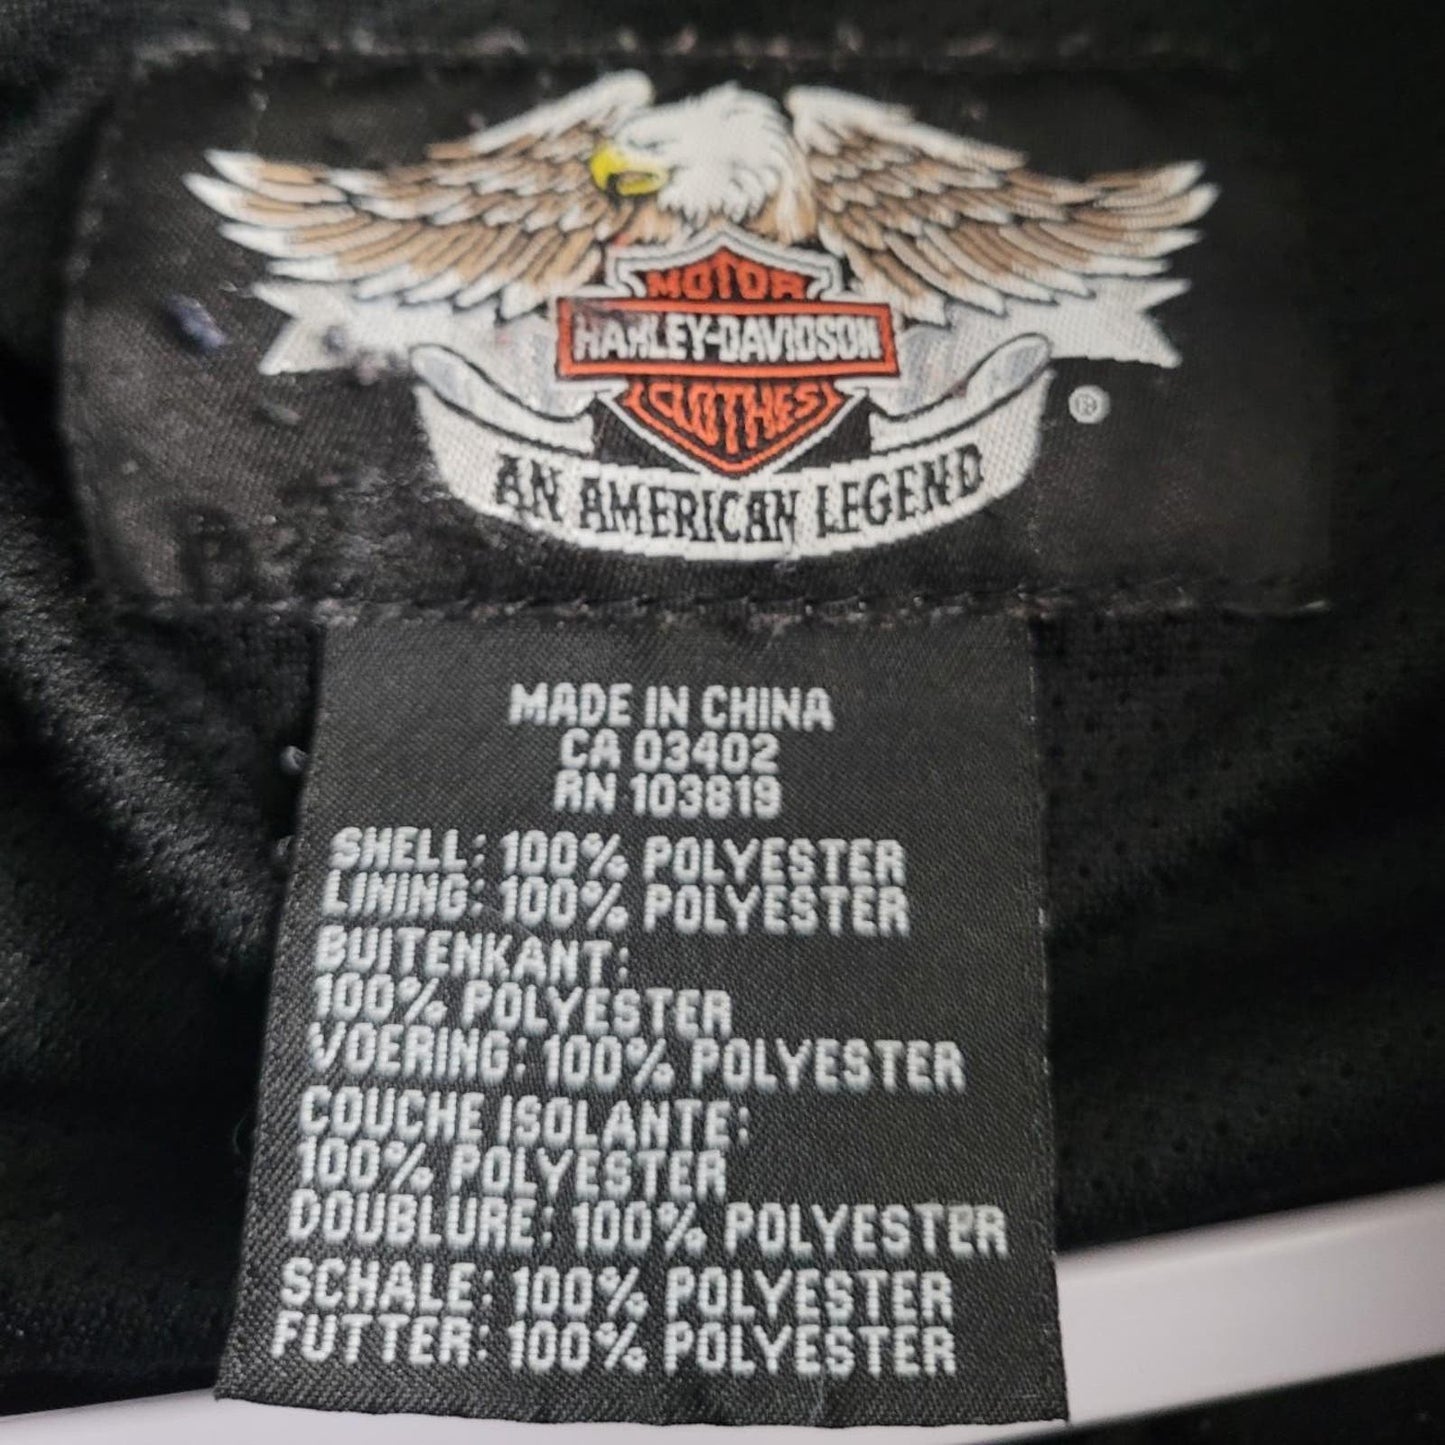 MOTOR
HARLEY-DAVIDSON
CLOTHES
AN AMERICAN LEGEND
®
MADE IN CHINA
CA 03402
RN 103819
SHELL: 100% POLYESTER
LINING: 100% POLYESTER
BUITENKANT:
100% POLYESTER
VOERING: 100% POLYESTER
COUCHE ISOLANTE:
100% POLYESTER
DOUBLURE: 100% POLYESTER
SCHALE: 100% POLYESTER
FUTTER: 100% POLYESTER